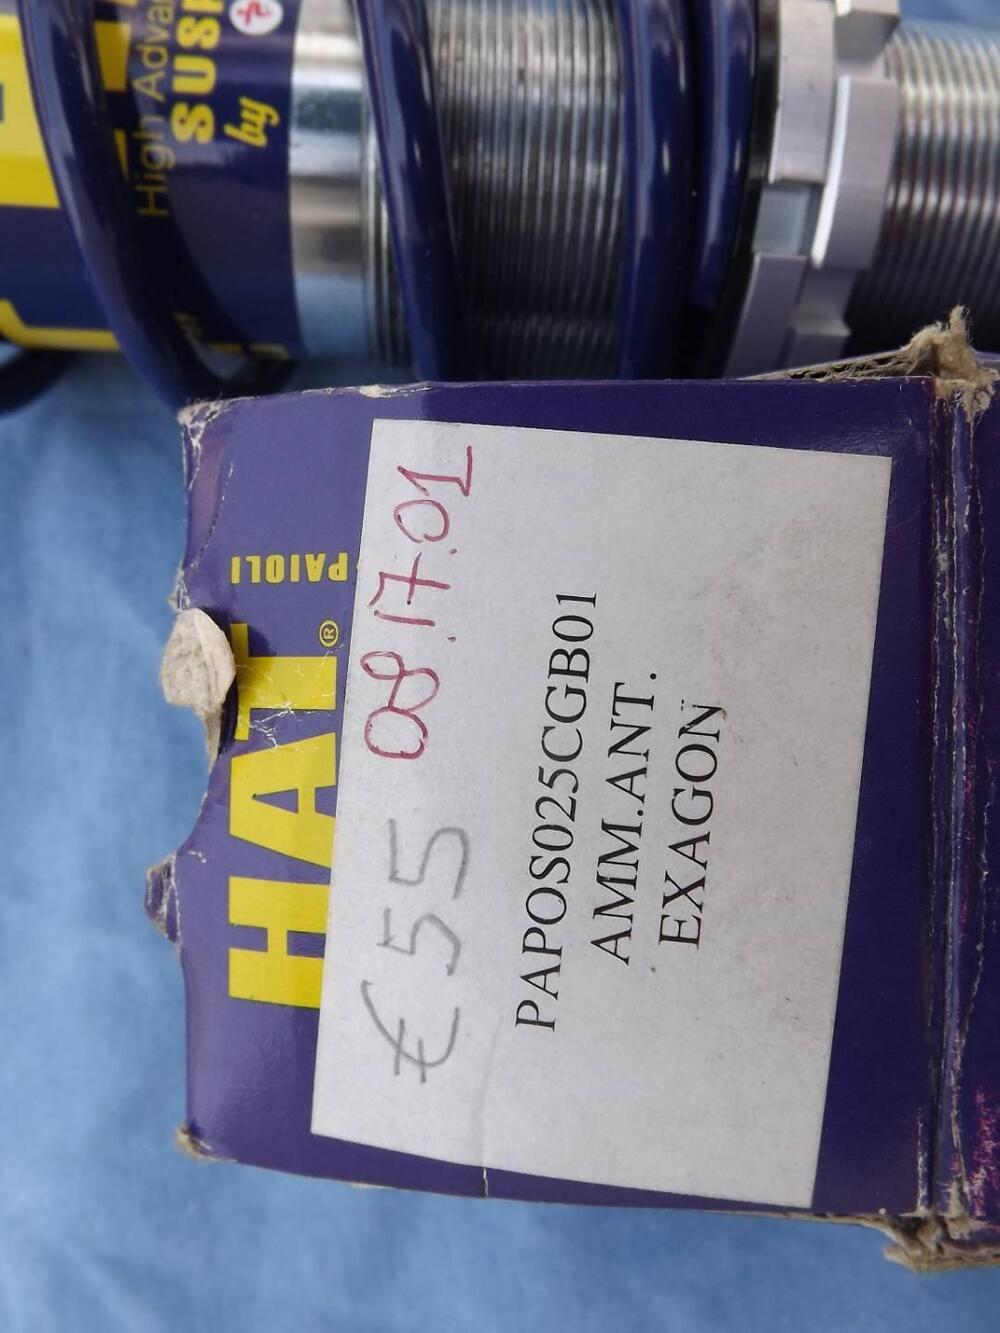 High Advan
SUSP
by
PAIOLI
HAT®
€55 08.17.01
PAPOS025CGB01
AMM.ANT.
EXAGON